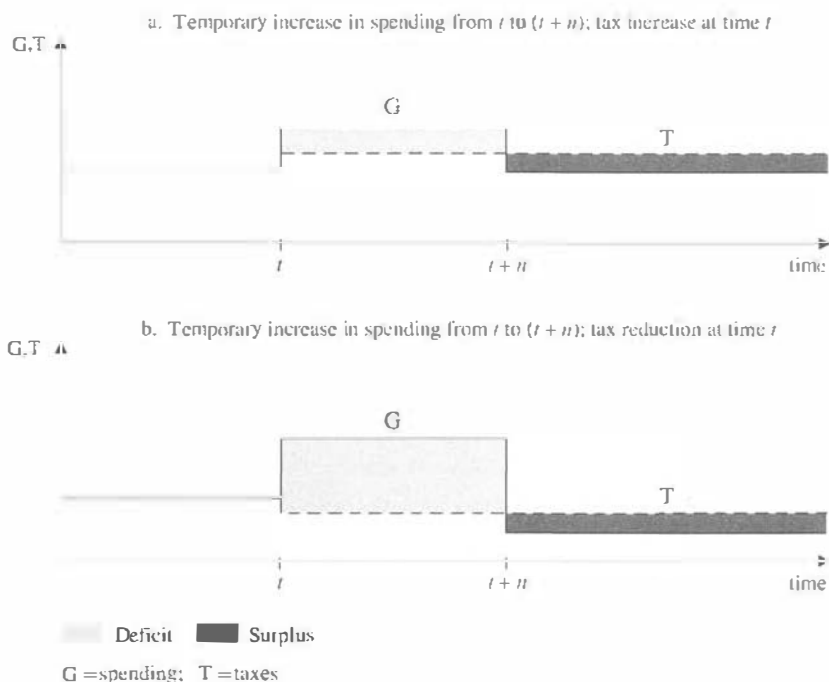 a. Temporary increase in spending from t to (t + n); tax increase at time t
G,T
G
T
t
t + n
time
b. Temporary increase in spending from t to (t + n); tax reduction at time t
G,T
G
T
t
t + n
time
Deficit Surplus
G =spending; T =taxes